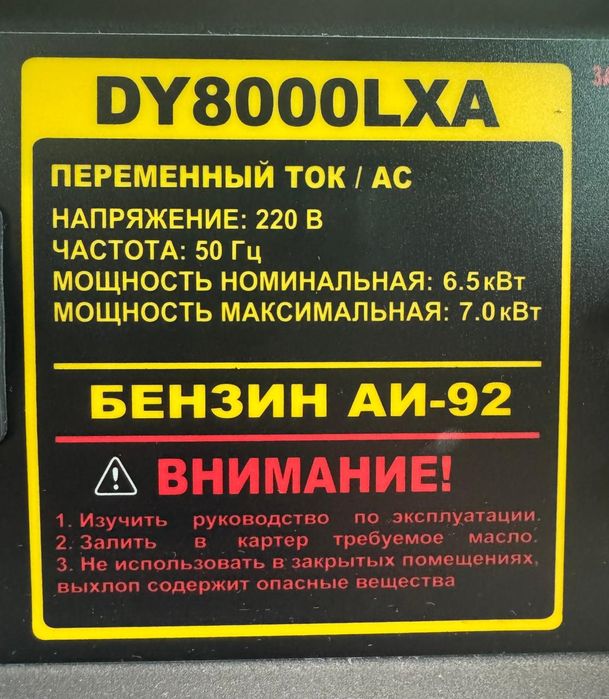 DY8000LXA
ПЕРЕМЕННЫЙ ТОК / AC
НАПРЯЖЕНИЕ: 220 В
ЧАСТОТА: 50 Гц
МОЩНОСТЬ НОМИНАЛЬНАЯ: 6.5кВт
МОЩНОСТЬ МАКСИМАЛЬНАЯ: 7.0кВт
БЕНЗИН АИ-92
ВНИМАНИЕ!
1. Изучить руководство по эксплуатации.
2. Залить в картер требуемое масло.
3. Не использовать в закрытых помещениях,
выхлоп содержит опасные вещества